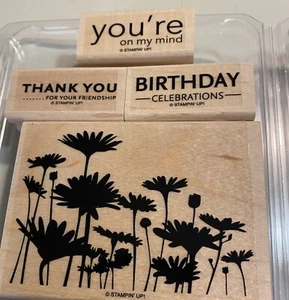 you're
on my mind
THANK YOU
FOR YOUR FRIENDSHIP
© STAMPIN' UP!
BIRTHDAY
CELEBRATIONS
© STAMPIN' UP!
© STAMPIN' UP!